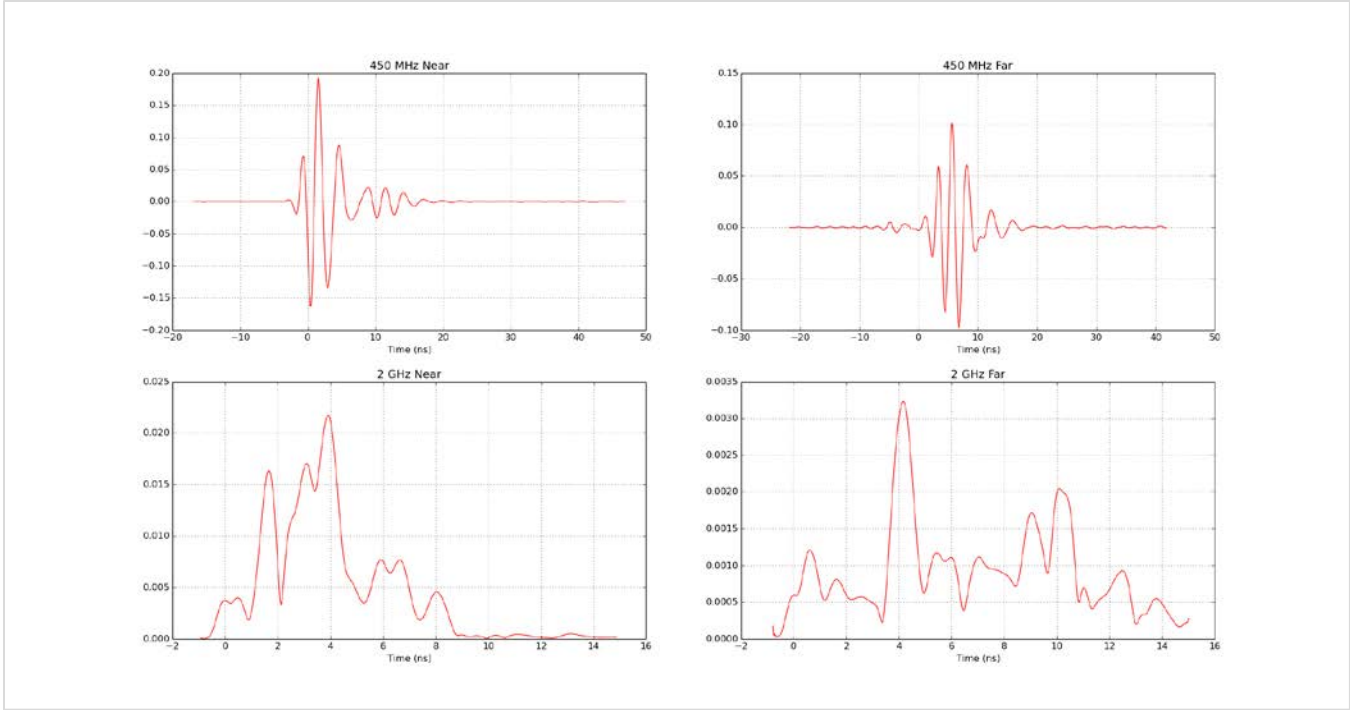 450 MHz Near
0.20
0.15
0.10
0.05
0.00
−0.05
−0.10
−0.15
−0.20
−20 −10 0 10 20 30 40 50
Time (ns)
450 MHz Far
0.15
0.10
0.05
0.00
−0.05
−0.10
−30 −20 −10 0 10 20 30 40 50
Time (ns)
2 GHz Near
0.025
0.020
0.015
0.010
0.005
0.000
−2 0 2 4 6 8 10 12 14 16
Time (ns)
2 GHz Far
0.0035
0.0030
0.0025
0.0020
0.0015
0.0010
0.0005
0.0000
−2 0 2 4 6 8 10 12 14 16
Time (ns)